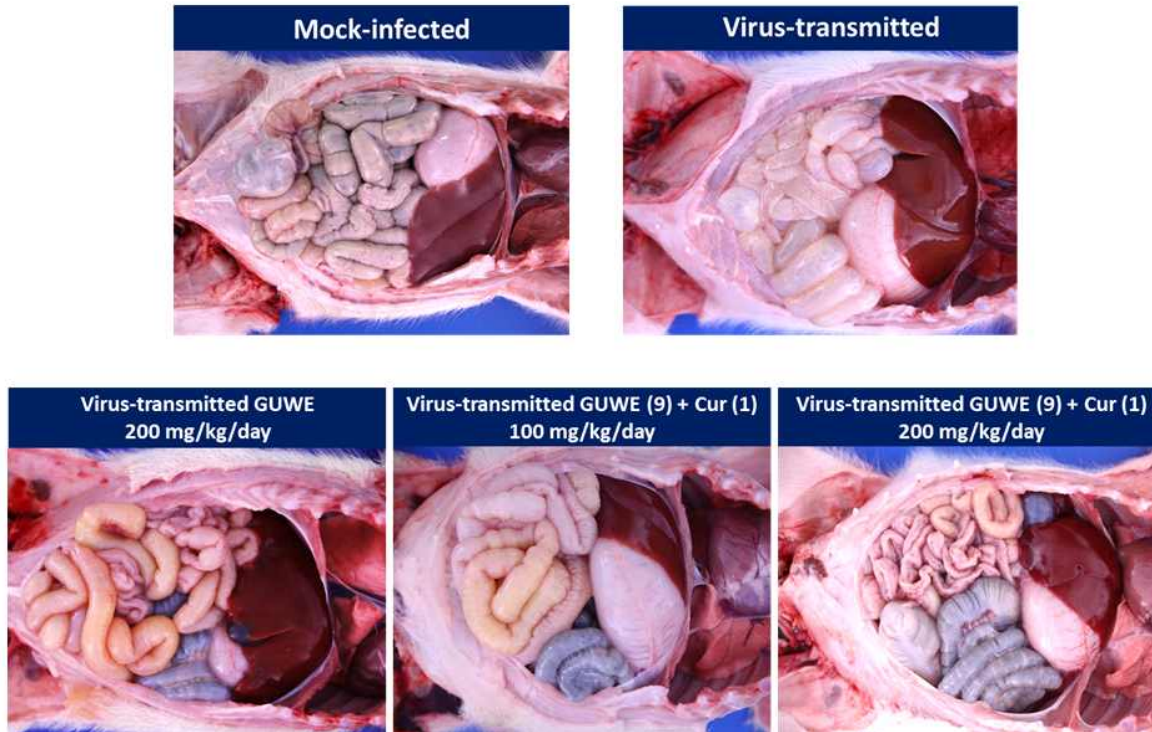 Mock-infected
Virus-transmitted
Virus-transmitted GUWE
200 mg/kg/day
Virus-transmitted GUWE (9) + Cur (1)
100 mg/kg/day
Virus-transmitted GUWE (9) + Cur (1)
200 mg/kg/day